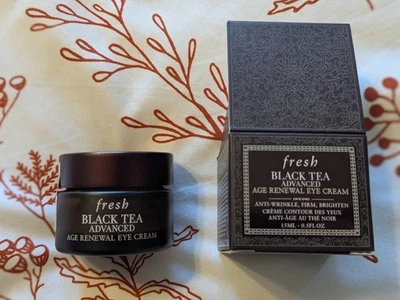 fresh
BLACK TEA
ADVANCED
AGE RENEWAL EYE CREAM
fresh
BLACK TEA
ADVANCED
AGE RENEWAL EYE CREAM
ANTI-WRINKLE, FIRM, BRIGHTEN
CRÈME CONTOUR DES YEUX
ANTI-ÂGE AU THÉ NOIR
15ML - 0.5FL.OZ